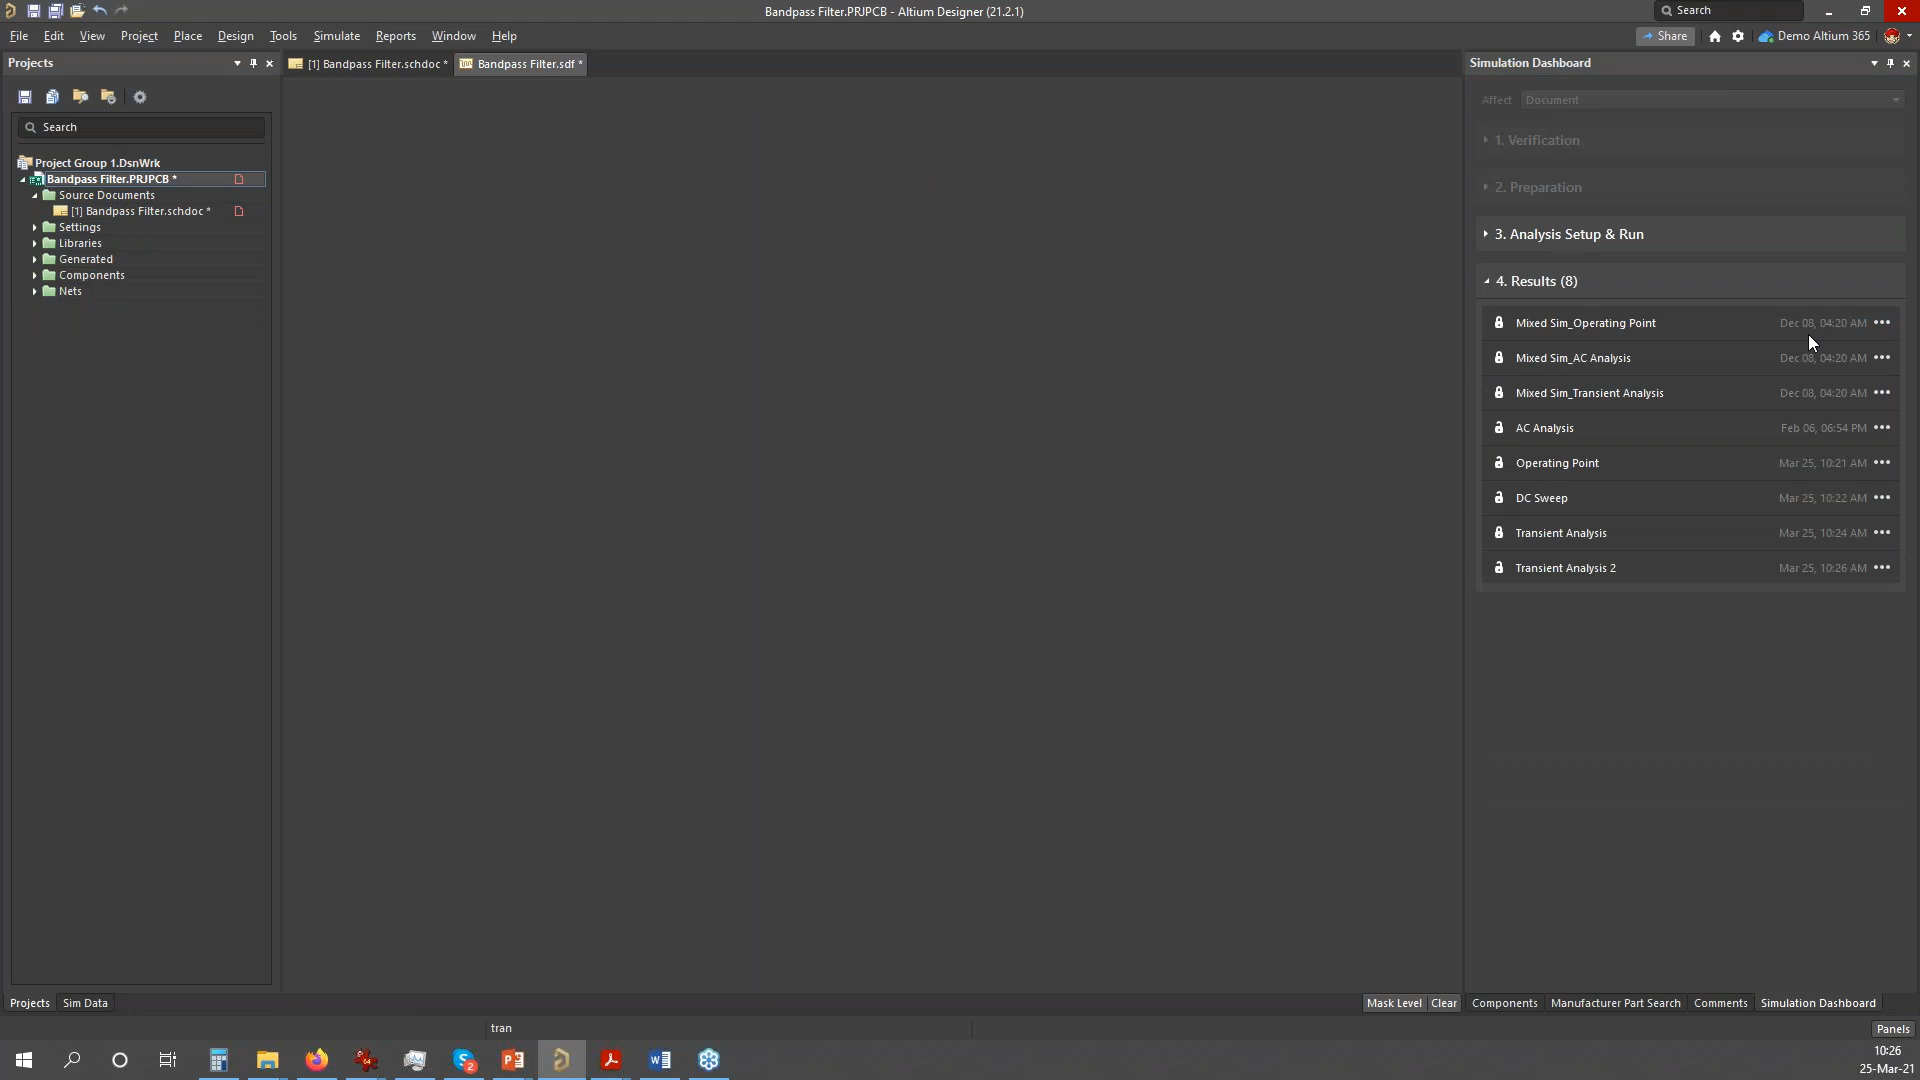 Bandpass Filter.PRJPCB - Altium Designer (21.2.1)
Search
File Edit View Project Place Design Tools Simulate Reports Window Help
Share
Demo Altium 365
Projects
[1] Bandpass Filter.schdoc *
Bandpass Filter.sdf *
Simulation Dashboard
Search
Project Group 1.DsnWrk
Bandpass Filter.PRJPCB *
Source Documents
[1] Bandpass Filter.schdoc *
Settings
Libraries
Generated
Components
Nets
Affect Document
1. Verification
2. Preparation
3. Analysis Setup & Run
4. Results (8)
Mixed Sim_Operating Point Dec 08, 04:20 AM
Mixed Sim_AC Analysis Dec 08, 04:20 AM
Mixed Sim_Transient Analysis Dec 08, 04:20 AM
AC Analysis Feb 06, 06:54 PM
Operating Point Mar 25, 10:21 AM
DC Sweep Mar 25, 10:22 AM
Transient Analysis Mar 25, 10:24 AM
Transient Analysis 2 Mar 25, 10:26 AM
Projects Sim Data
Mask Level Clear
Components Manufacturer Part Search Comments Simulation Dashboard
tran
Panels
64
2
10:26
25-Mar-21